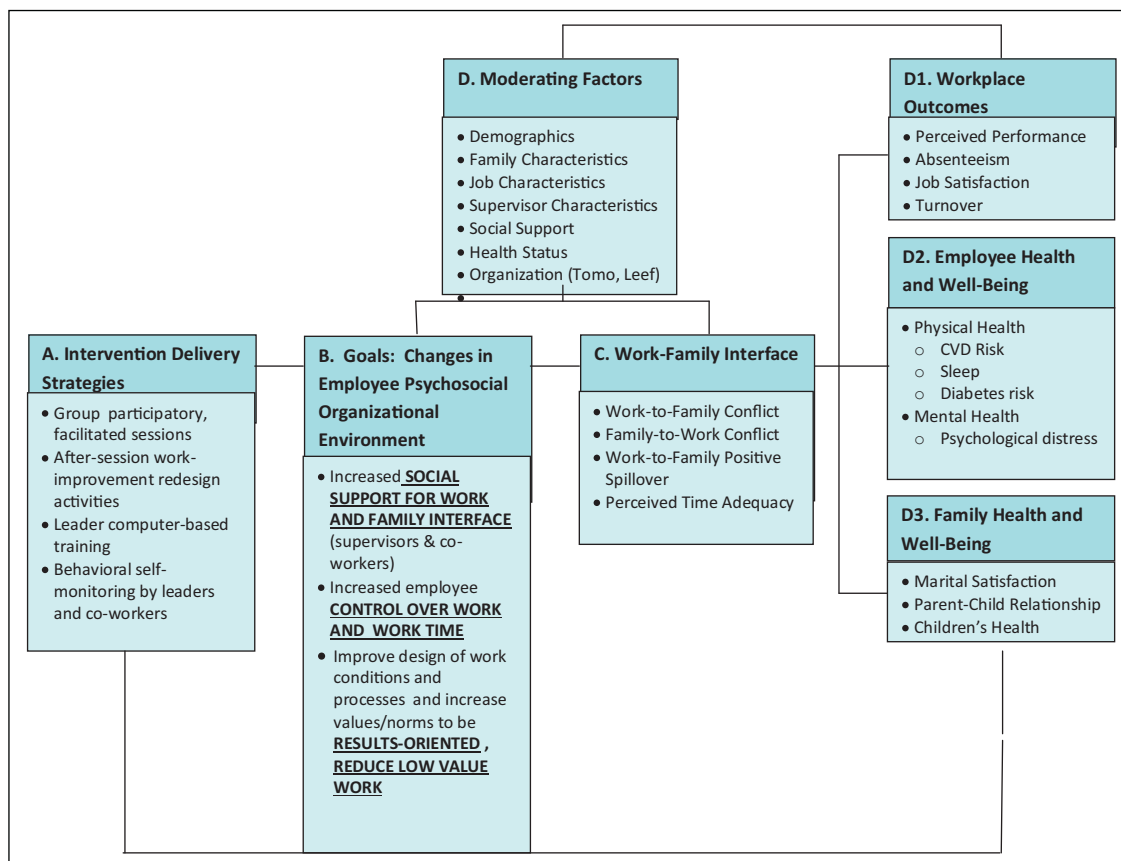 D. Moderating Factors
• Demographics
• Family Characteristics
• Job Characteristics
• Supervisor Characteristics
• Social Support
• Health Status
• Organization (Tomo, Leef)
•
D1. Workplace
Outcomes
• Perceived Performance
• Absenteeism
• Job Satisfaction
• Turnover
D2. Employee Health
and Well-Being
• Physical Health
o CVD Risk
o Sleep
o Diabetes risk
• Mental Health
o Psychological distress
A. Intervention Delivery
Strategies
• Group participatory,
facilitated sessions
• After-session work-
improvement redesign
activities
• Leader computer-based
training
• Behavioral self-
monitoring by leaders
and co-workers
B. Goals: Changes in
Employee Psychosocial
Organizational
Environment
• Increased SOCIAL
SUPPORT FOR WORK
AND FAMILY INTERFACE
(supervisors & co-
workers)
• Increased employee
CONTROL OVER WORK
AND WORK TIME
• Improve design of work
conditions and
processes and increase
values/norms to be
RESULTS-ORIENTED ,
REDUCE LOW VALUE
WORK
C. Work-Family Interface
• Work-to-Family Conflict
• Family-to-Work Conflict
• Work-to-Family Positive
Spillover
• Perceived Time Adequacy
D3. Family Health and
Well-Being
• Marital Satisfaction
• Parent-Child Relationship
• Children's Health